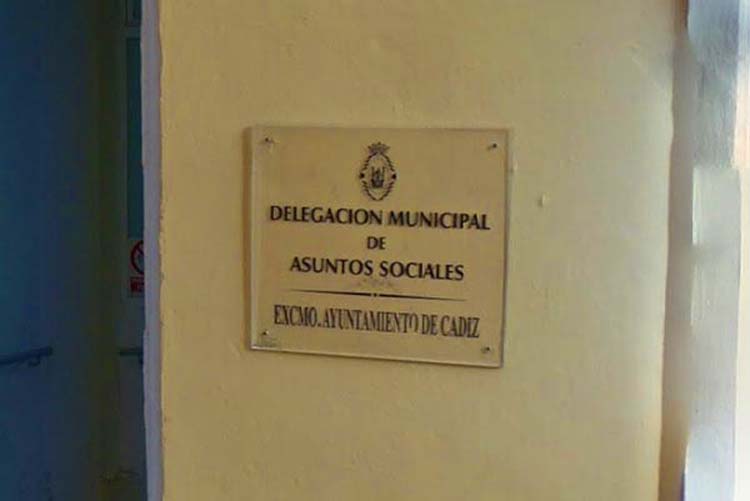 DELEGACION MUNICIPAL
DE
ASUNTOS SOCIALES
EXCMO. AYUNTAMIENTO DE CADIZ